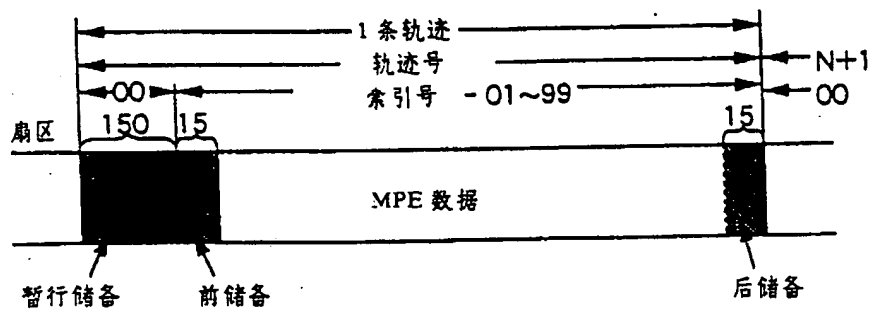 1条轨迹
轨迹号 N+1
00 索引号 -01~99 00
扇区 150 15 15
MPE 数据
暂行储备 前储备 后储备